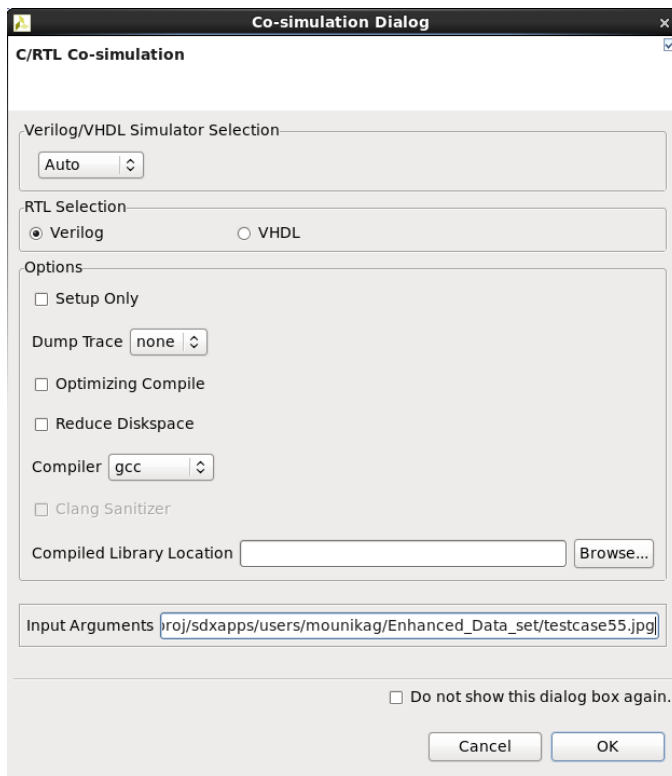 Co-simulation Dialog
C/RTL Co-simulation
Verilog/VHDL Simulator Selection
Auto
RTL Selection
Verilog VHDL
Options
Setup Only
Dump Trace none
Optimizing Compile
Reduce Diskspace
Compiler gcc
Clang Sanitizer
Compiled Library Location Browse...
Input Arguments proj/sdxapps/users/mounikag/Enhanced_Data_set/testcase55.jpg
Do not show this dialog box again.
Cancel OK